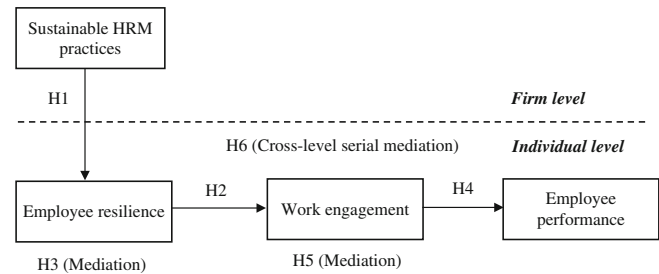 Sustainable HRM
practices
H1
Firm level
H6 (Cross-level serial mediation)
Individual level
Employee resilience
H2
Work engagement
H4
Employee
performance
H3 (Mediation)
H5 (Mediation)